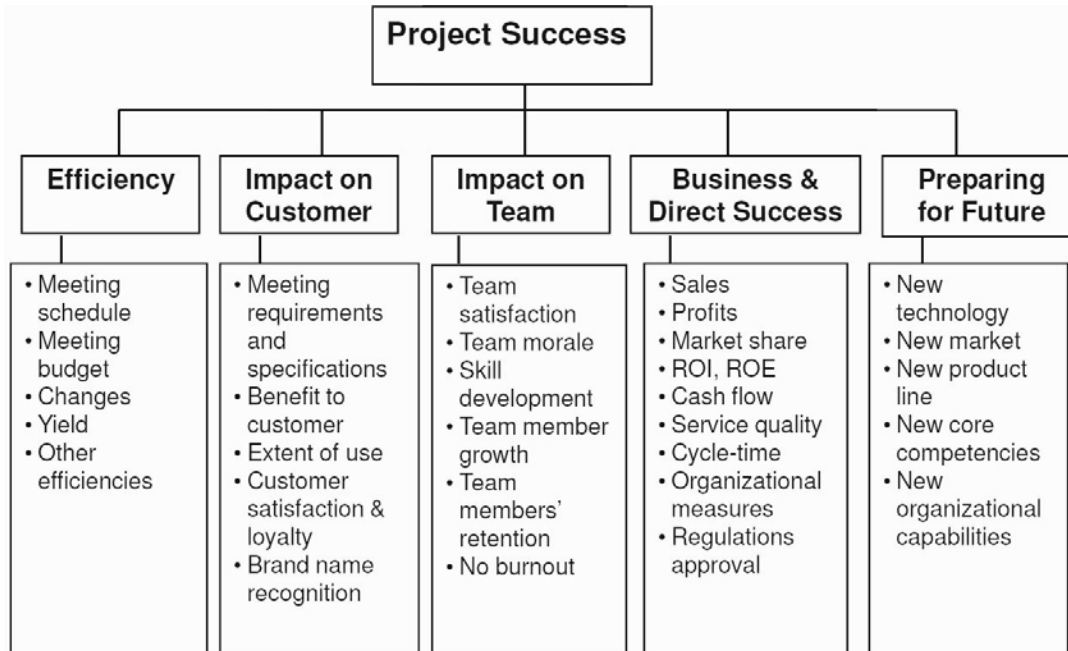 Project Success
Efficiency
• Meeting
schedule
• Meeting
budget
• Changes
• Yield
• Other
efficiencies
Impact on
Customer
• Meeting
requirements
and
specifications
• Benefit to
customer
• Extent of use
• Customer
satisfaction &
loyalty
• Brand name
recognition
Impact on
Team
• Team
satisfaction
• Team morale
• Skill
development
• Team member
growth
• Team
members’
retention
• No burnout
Business &
Direct Success
• Sales
• Profits
• Market share
• ROI, ROE
• Cash flow
• Service quality
• Cycle-time
• Organizational
measures
• Regulations
approval
Preparing
for Future
• New
technology
• New market
• New product
line
• New core
competencies
• New
organizational
capabilities